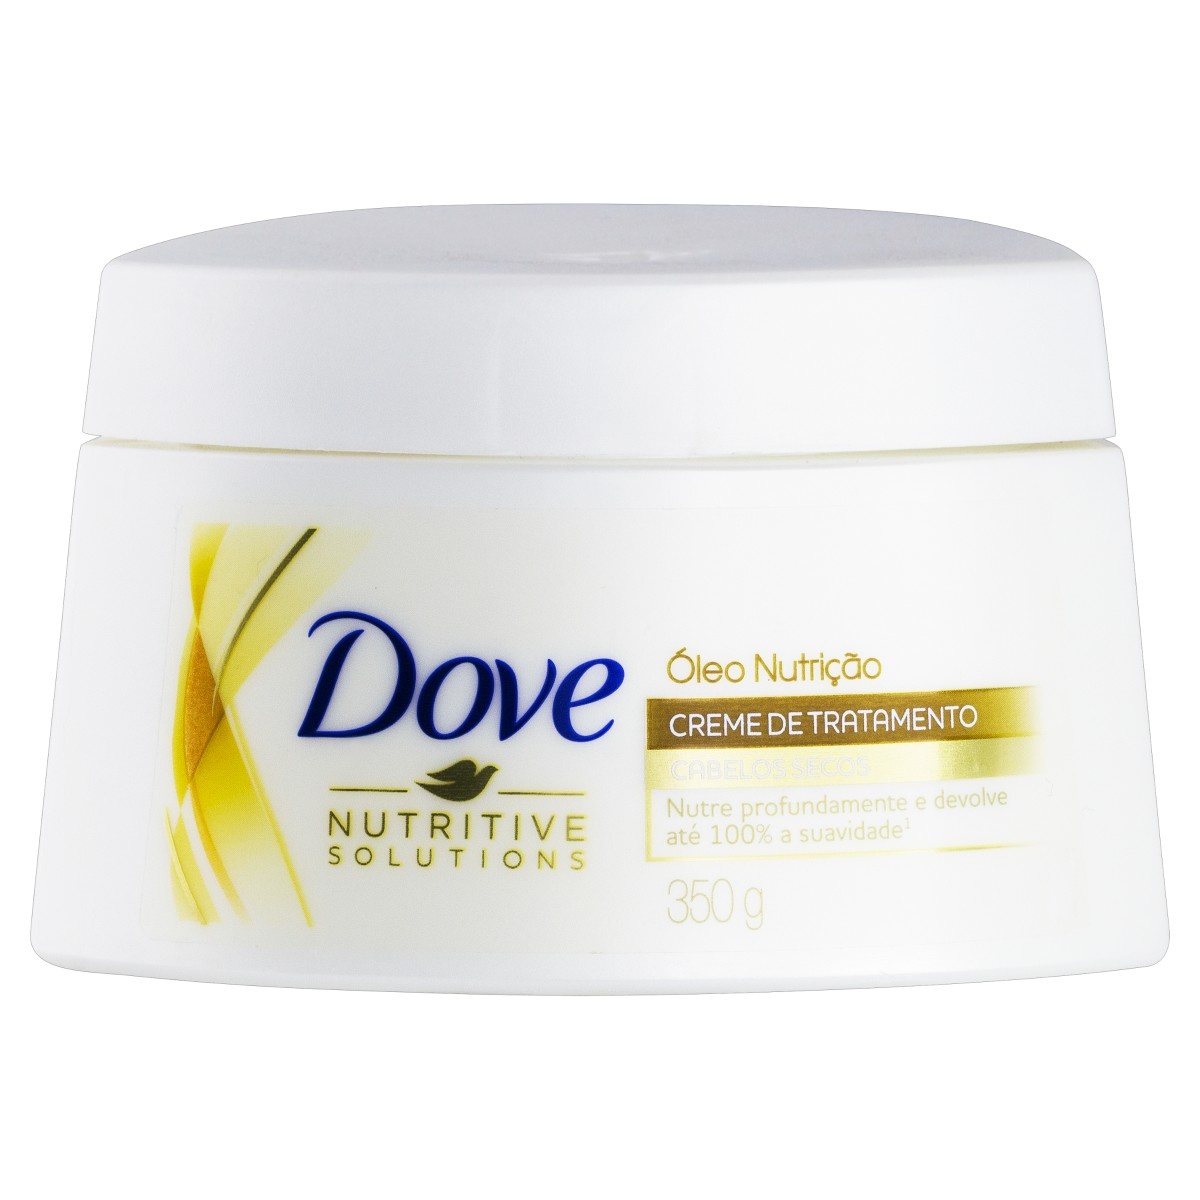 Dove
NUTRITIVE
SOLUTIONS
Óleo Nutrição
CREME DE TRATAMENTO
CABELOS SECOS
Nutre profundamente e devolve
até 100% a suavidade¹
350 g